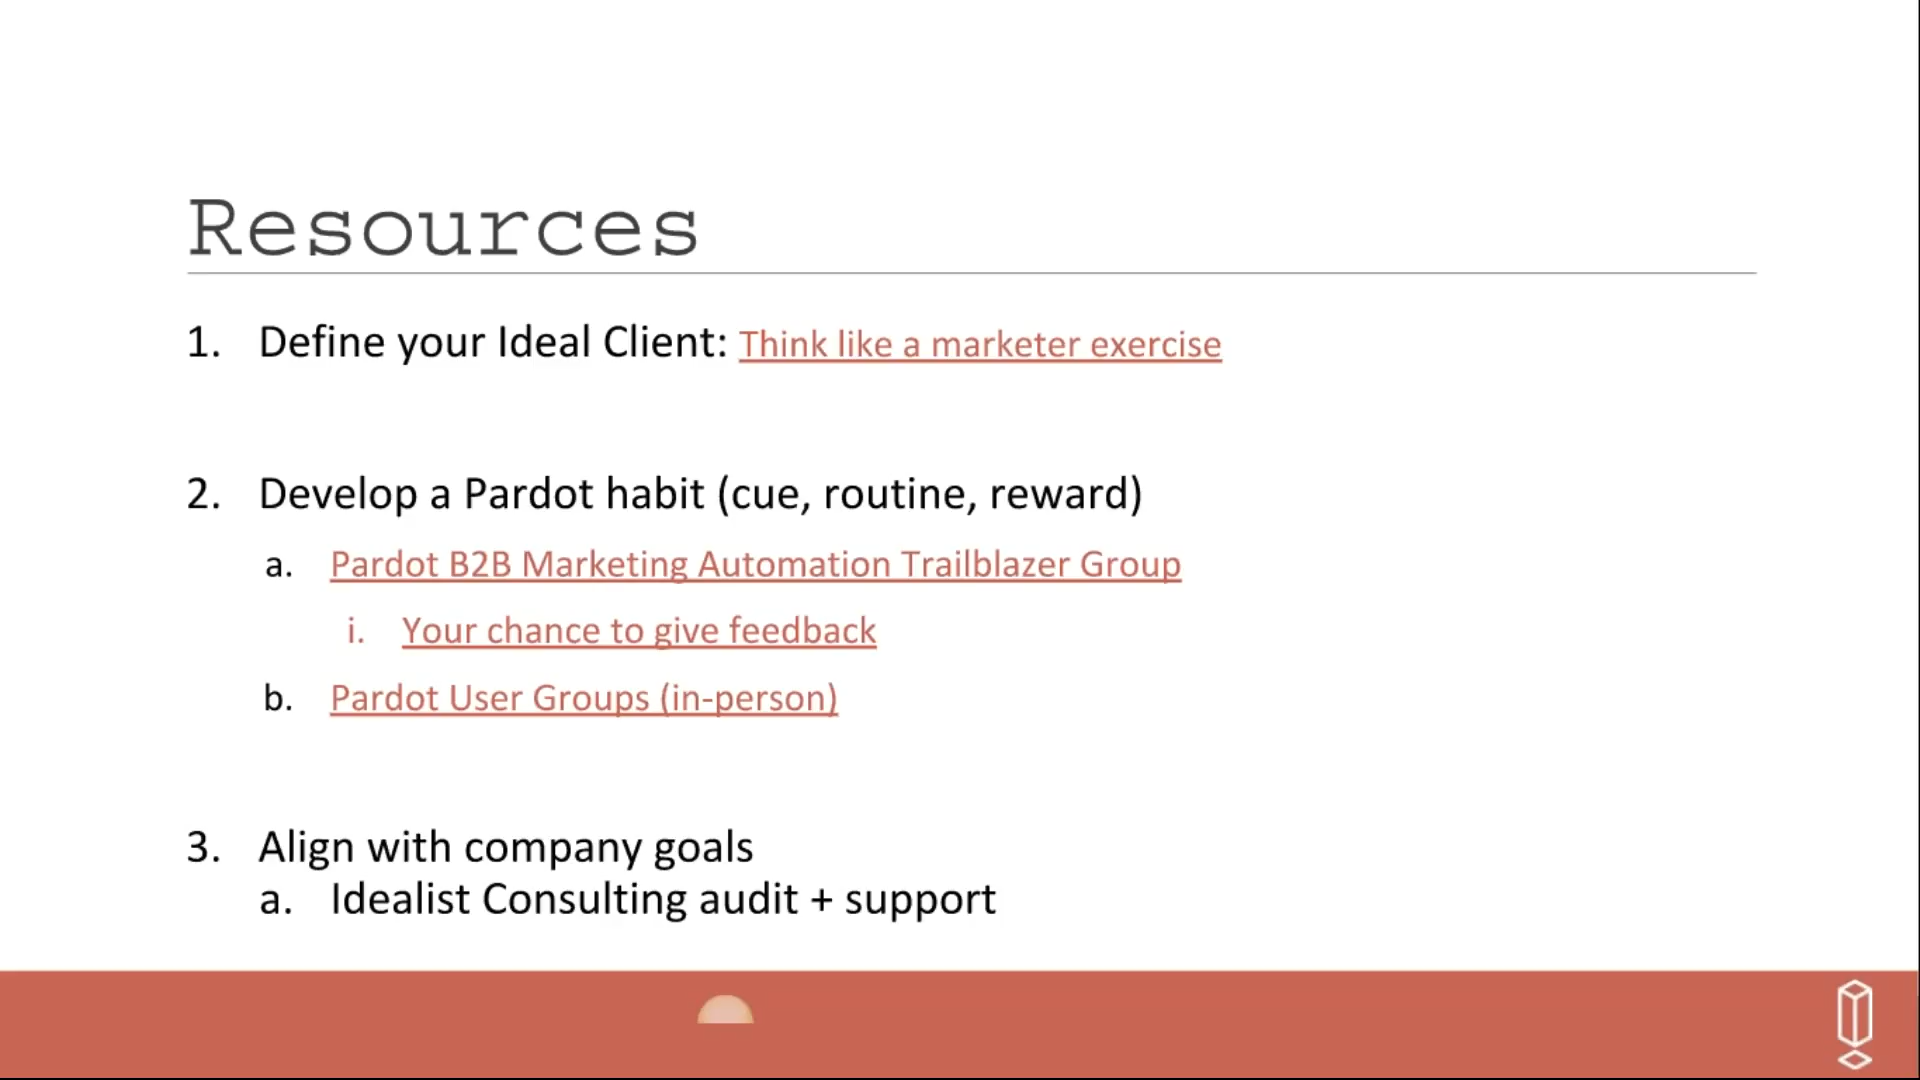 Resources
1. Define your Ideal Client: Think like a marketer exercise
2. Develop a Pardot habit (cue, routine, reward)
a. Pardot B2B Marketing Automation Trailblazer Group
i. Your chance to give feedback
b. Pardot User Groups (in-person)
3. Align with company goals
a. Idealist Consulting audit + support